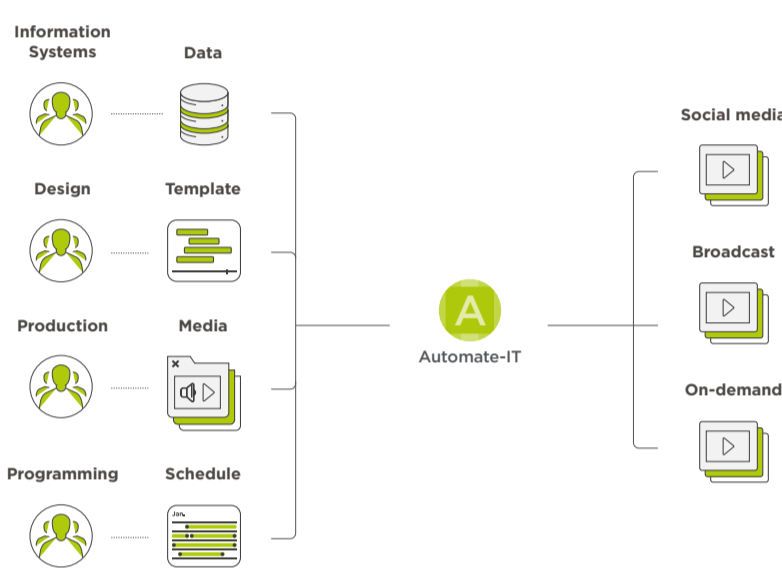 Information
Systems
Data
Design
Template
Production
Media
Programming
Schedule
Jan.
A
Automate-IT
Social media
Broadcast
On-demand